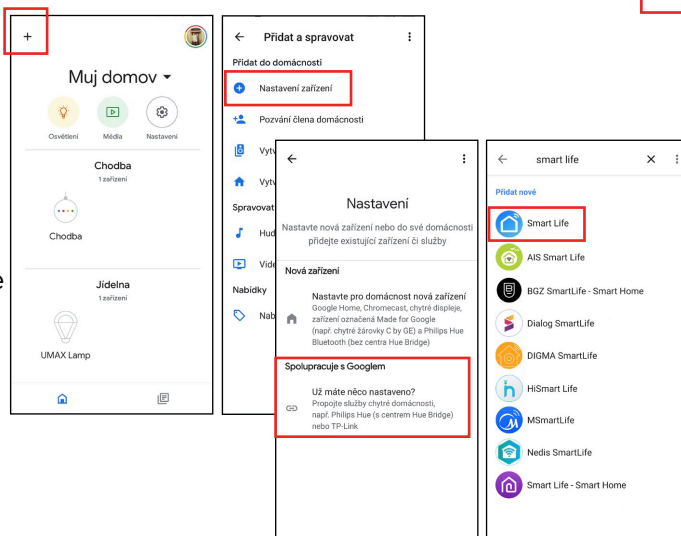 e
+
Muj domov
Osvětlení
Média
Nastavení
Chodba
1 zařízení
Chodba
Jídelna
1 zařízení
UMAX Lamp
Přidat a spravovat
Přidat do domácnosti
Nastavení zařízení
Pozvání člena domácnosti
Vytv
Vytv
Spravovat
Hud
Vide
Nabídky
Nab
Nastavení
Nastavte nová zařízení nebo do své domácnosti
přidejte existující zařízení či služby
Nová zařízení
Nastavte pro domácnost nová zařízení
Google Home, Chromecast, chytré displeje,
zařízení označená Made for Google
(např. chytré žárovky C by GE) a Philips Hue
Bluetooth (bez centra Hue Bridge)
Spolupracuje s Googlem
Už máte něco nastaveno?
Propojte služby chytré domácnosti,
např. Philips Hue (s centrem Hue Bridge)
nebo TP-Link
smart life
Přidat nové
Smart Life
AIS Smart Life
BGZ SmartLife - Smart Home
Dialog SmartLife
DIGMA SmartLife
HiSmart Life
MSmartLife
Nedis SmartLife
Smart Life - Smart Home